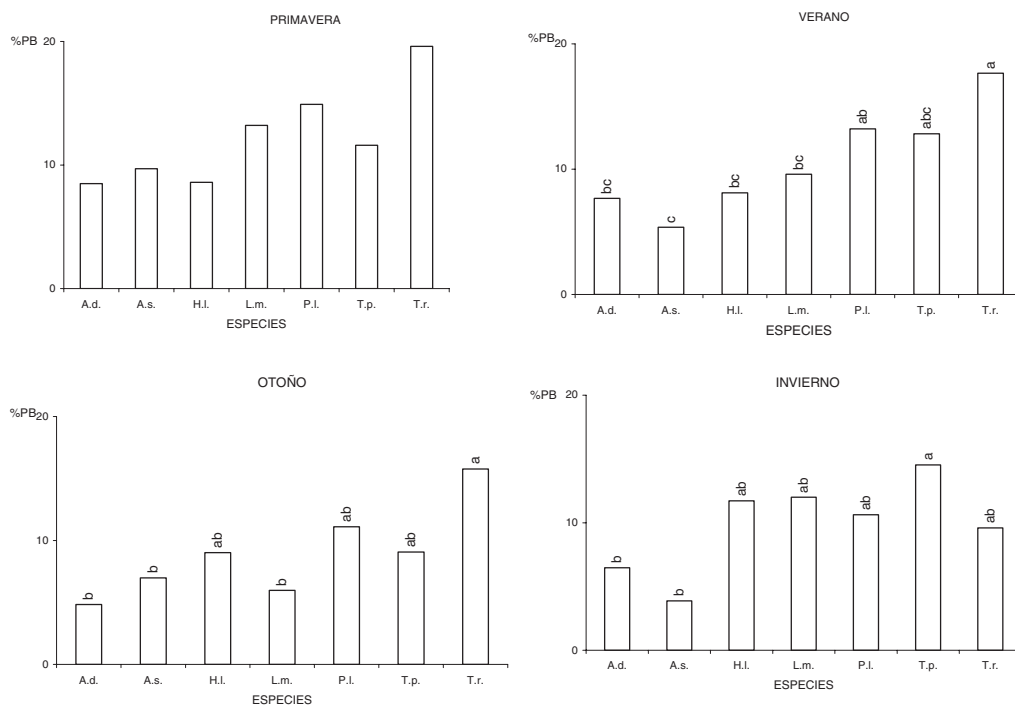 PRIMAVERA
%PB
20
10
0
A.d. A.s. H.l. L.m. P.l. T.p. T.r.
ESPECIES
VERANO
%PB
20
10
0
bc c bc bc ab abc a
A.d. A.s. H.l. L.m. P.l. T.p. T.r.
ESPECIES
OTOÑO
%PB
20
10
0
b b ab b ab ab a
A.d. A.s. H.l. L.m. P.l. T.p. T.r.
ESPECIES
INVIERNO
%PB
20
10
0
b b ab ab ab a ab
A.d. A.s. H.l. L.m. P.l. T.p. T.r.
ESPECIES